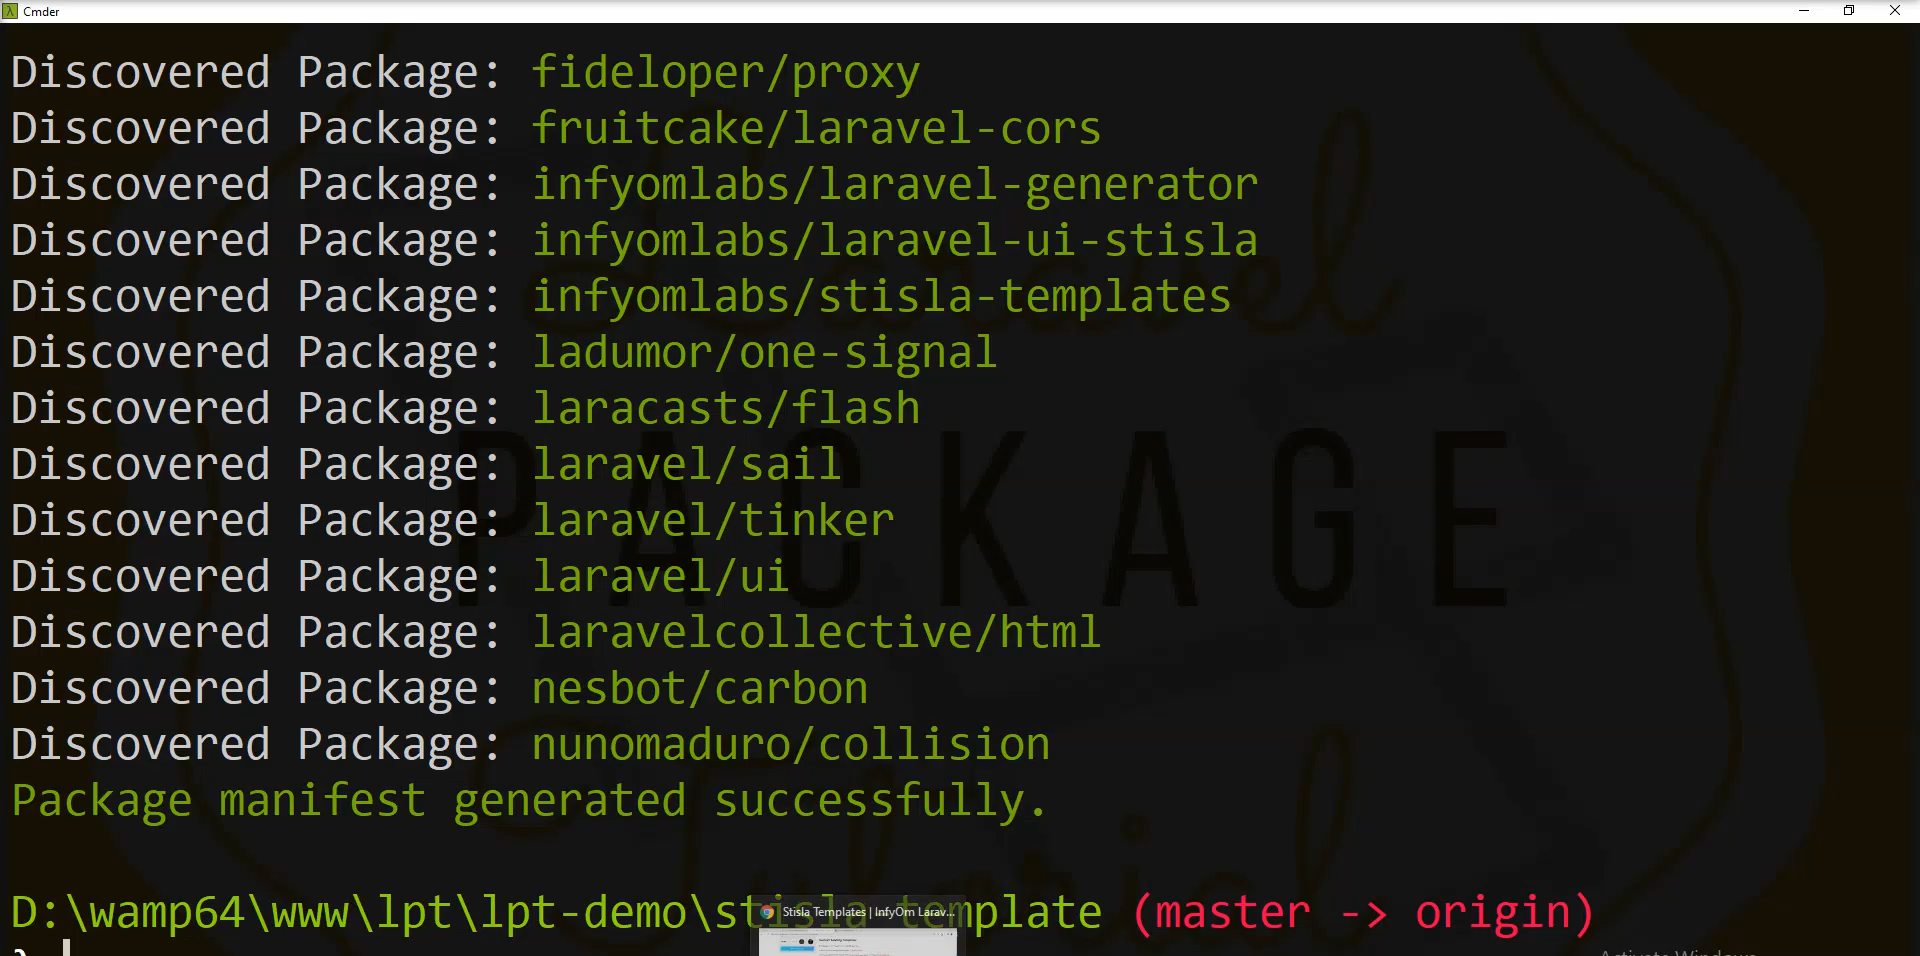 Cmder
Discovered Package: fideloper/proxy
Discovered Package: fruitcake/laravel-cors
Discovered Package: infyomlabs/laravel-generator
Discovered Package: infyomlabs/laravel-ui-stisla
Discovered Package: infyomlabs/stisla-templates
Discovered Package: ladumor/one-signal
Discovered Package: laracasts/flash
Discovered Package: laravel/sail
Discovered Package: laravel/tinker
Discovered Package: laravel/ui
Discovered Package: laravelcollective/html
Discovered Package: nesbot/carbon
Discovered Package: nunomaduro/collision
Package manifest generated successfully.
D:\wamp64\www\lpt\lpt-demo\stisla-template (master -> origin)
Stisla Templates | InfyOm Larav...
Laravel
PACKAGE
Tutorial